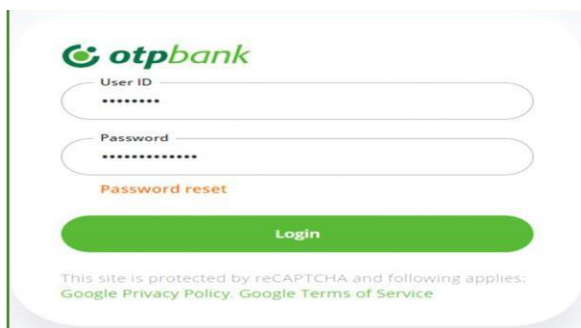 otpbank
User ID
••••••••
Password
•••••••••••••
Password reset
Login
This site is protected by reCAPTCHA and following applies:
Google Privacy Policy. Google Terms of Service